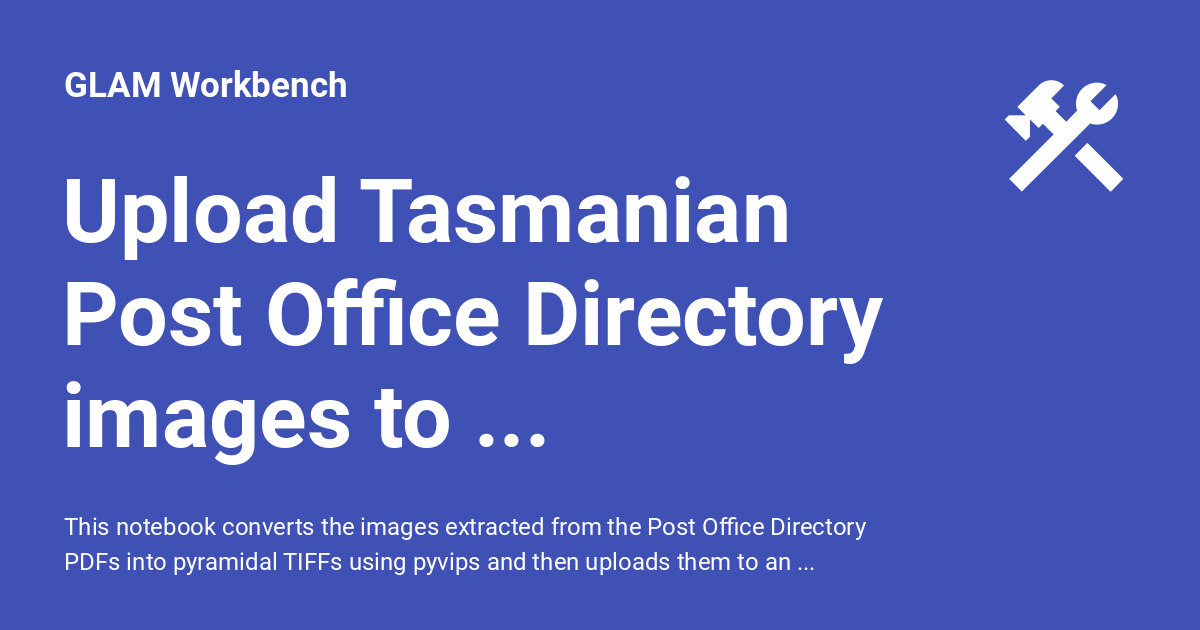 GLAM Workbench
Upload Tasmanian
Post Office Directory
images to ...
This notebook converts the images extracted from the Post Office Directory
PDFs into pyramidal TIFFs using pyvips and then uploads them to an ...